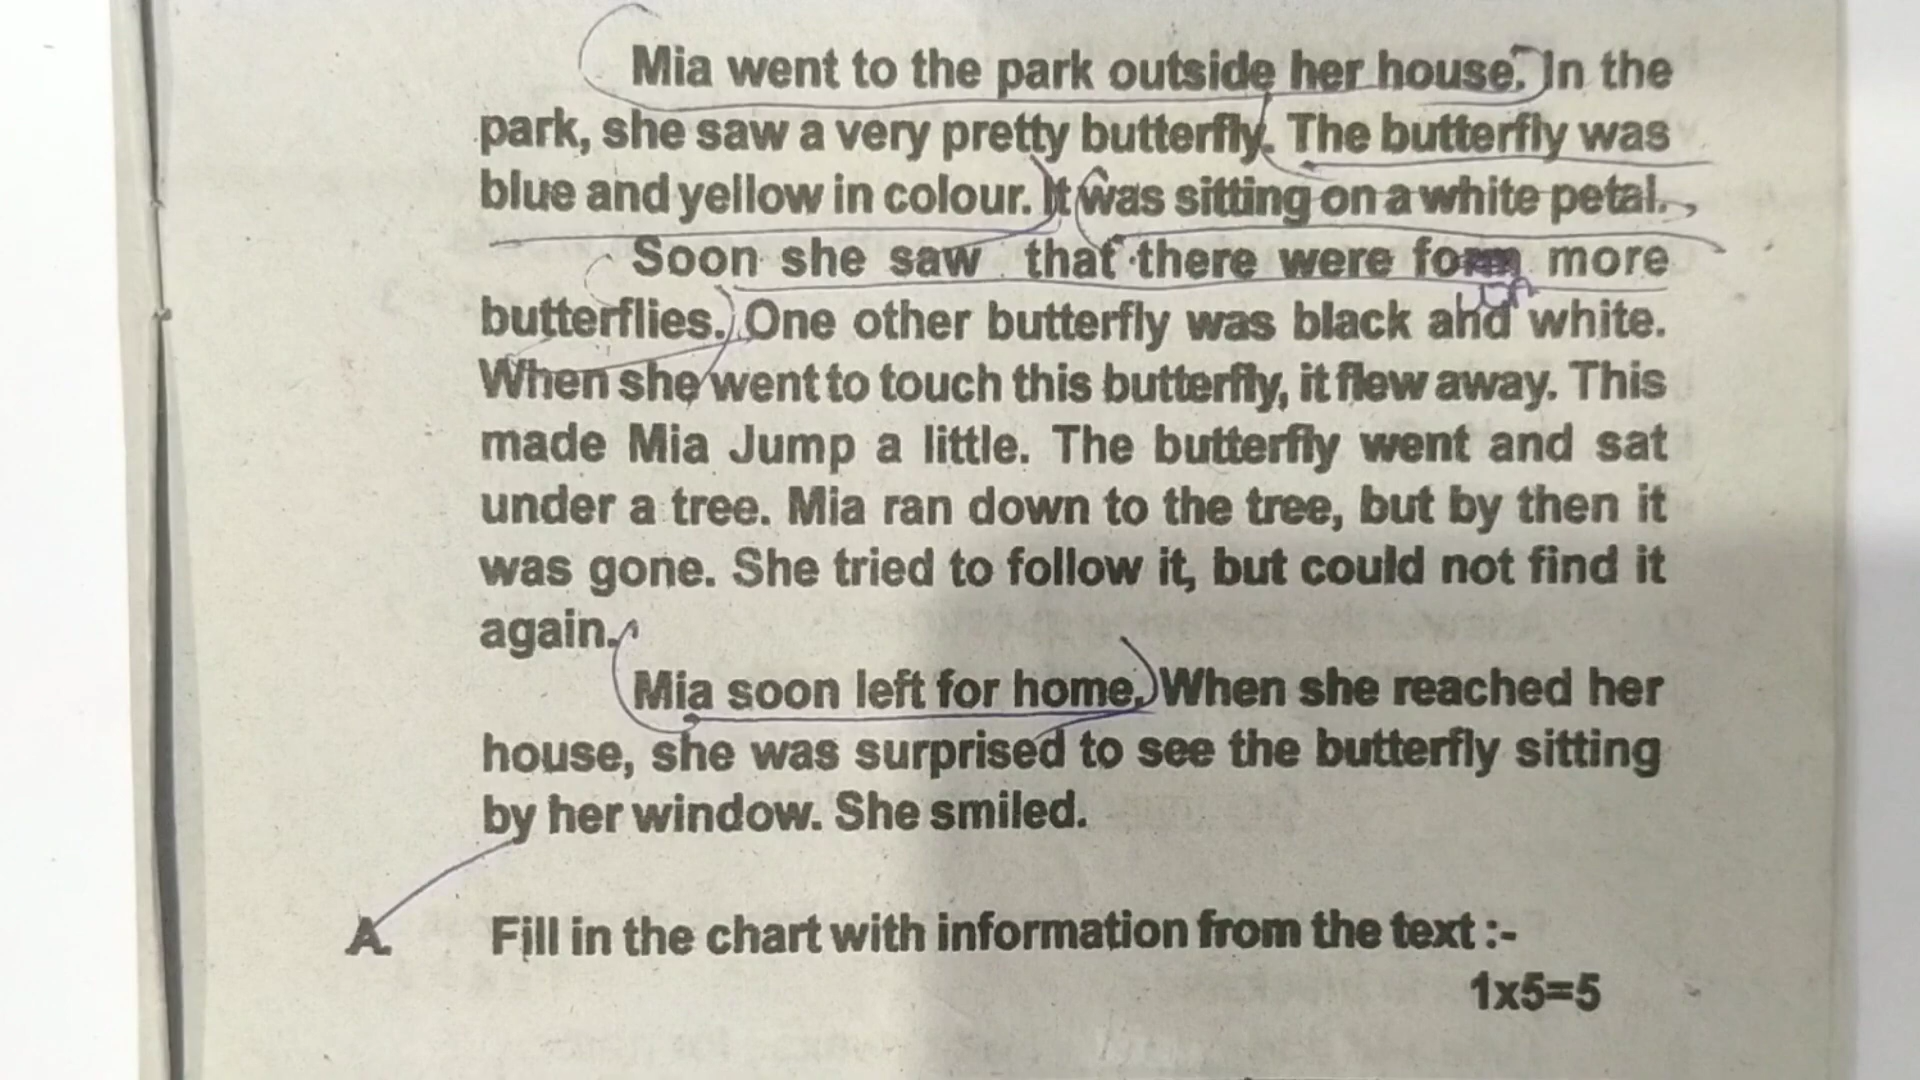 Mia went to the park outside her house. In the
park, she saw a very pretty butterfly. The butterfly was
blue and yellow in colour. It was sitting on a white petal.
Soon she saw that there were more
butterflies. One other butterfly was black and white.
When she went to touch this butterfly, it flew away. This
made Mia Jump a little. The butterfly went and sat
under a tree. Mia ran down to the tree, but by then it
was gone. She tried to follow it, but could not find it
again.
Mia soon left for home. When she reached her
house, she was surprised to see the butterfly sitting
by her window. She smiled.
A. Fill in the chart with information from the text :-
1x5=5